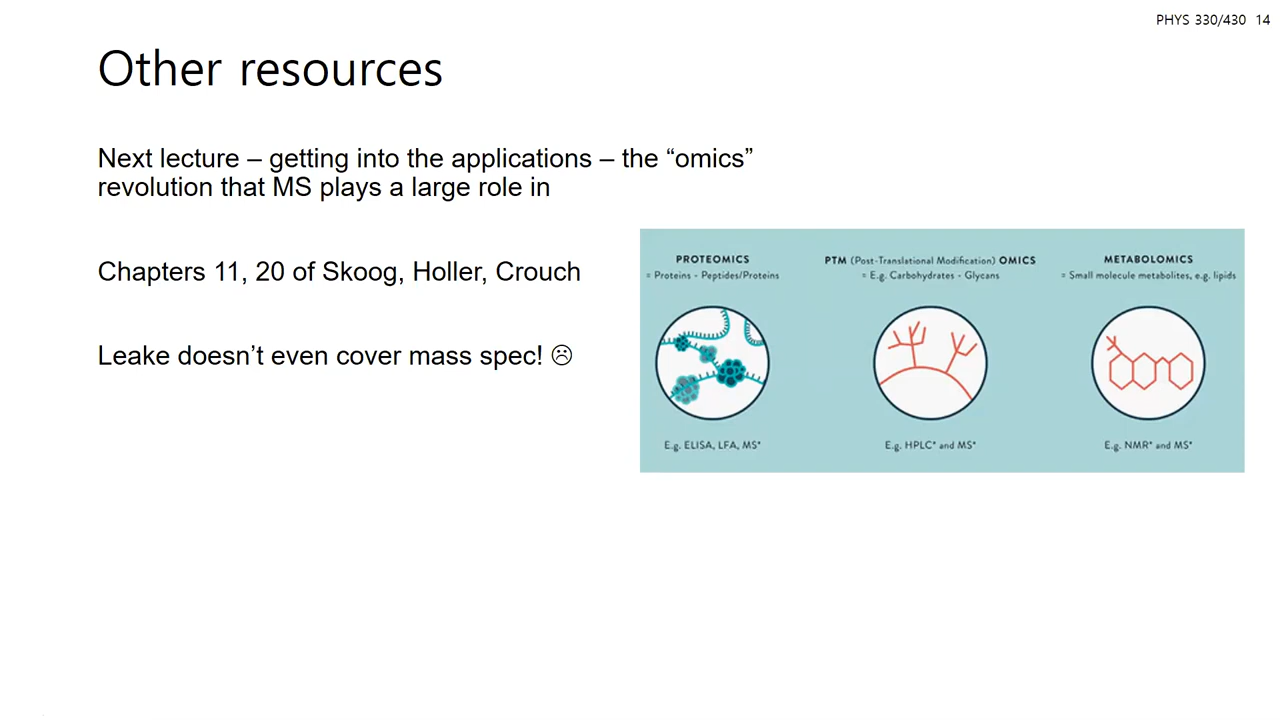 PHYS 330/430 14
Other resources
Next lecture – getting into the applications – the “omics”
revolution that MS plays a large role in
Chapters 11, 20 of Skoog, Holler, Crouch
Leake doesn’t even cover mass spec! ☹
PROTEOMICS
= Proteins - Peptides/Proteins
E.g. ELISA, LFA, MS*
PTM (Post-Translational Modification) OMICS
= E.g. Carbohydrates - Glycans
E.g. HPLC* and MS*
METABOLOMICS
= Small molecule metabolites, e.g. lipids
E.g. NMR* and MS*